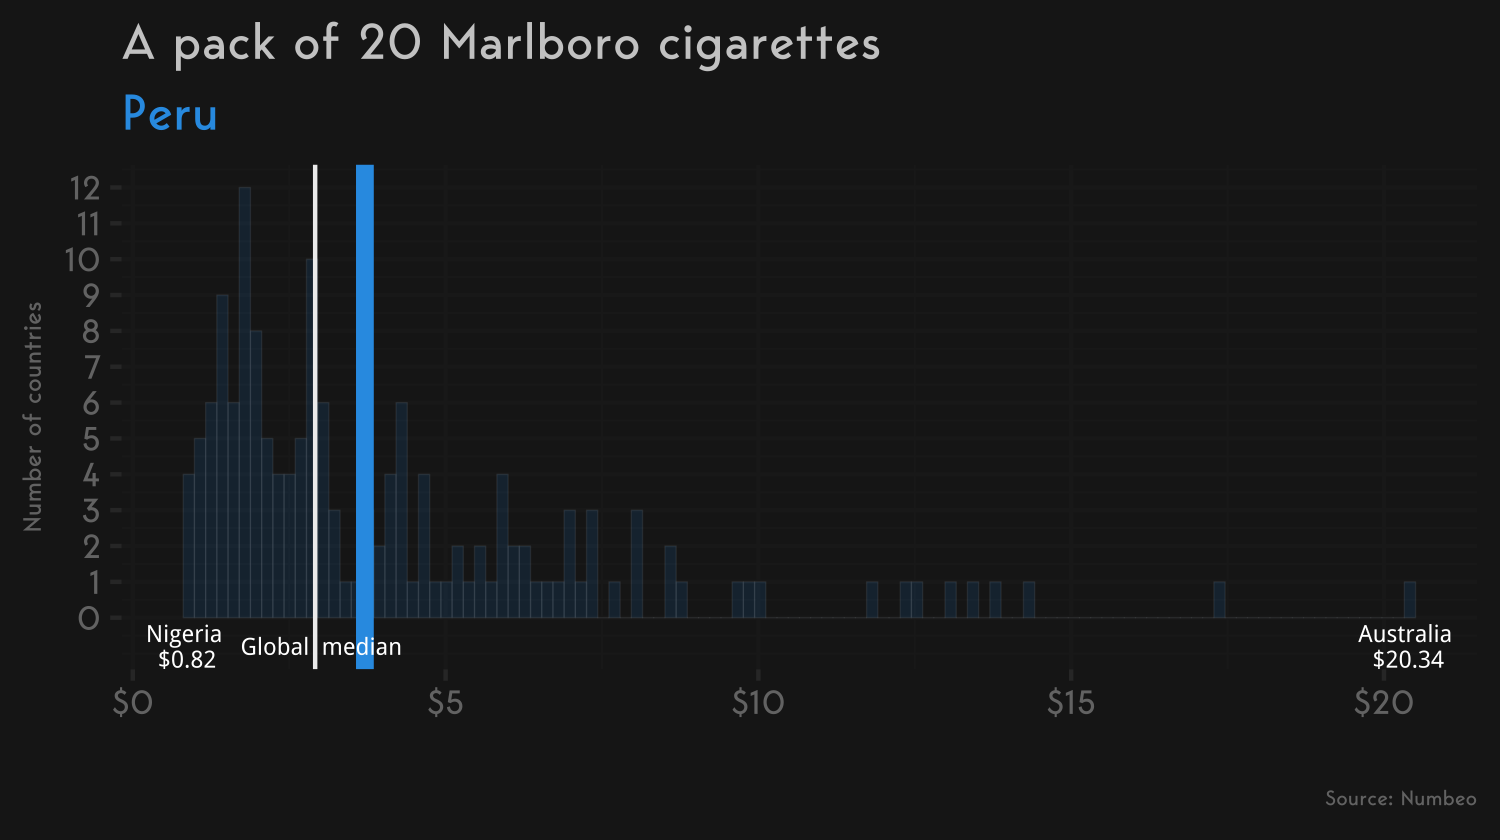 A pack of 20 Marlboro cigarettes
Peru
Number of countries
12
11
10
9
8
7
6
5
4
3
2
1
0
Nigeria
$0.82
Global median
Australia
$20.34
$0 $5 $10 $15 $20
Source: Numbeo